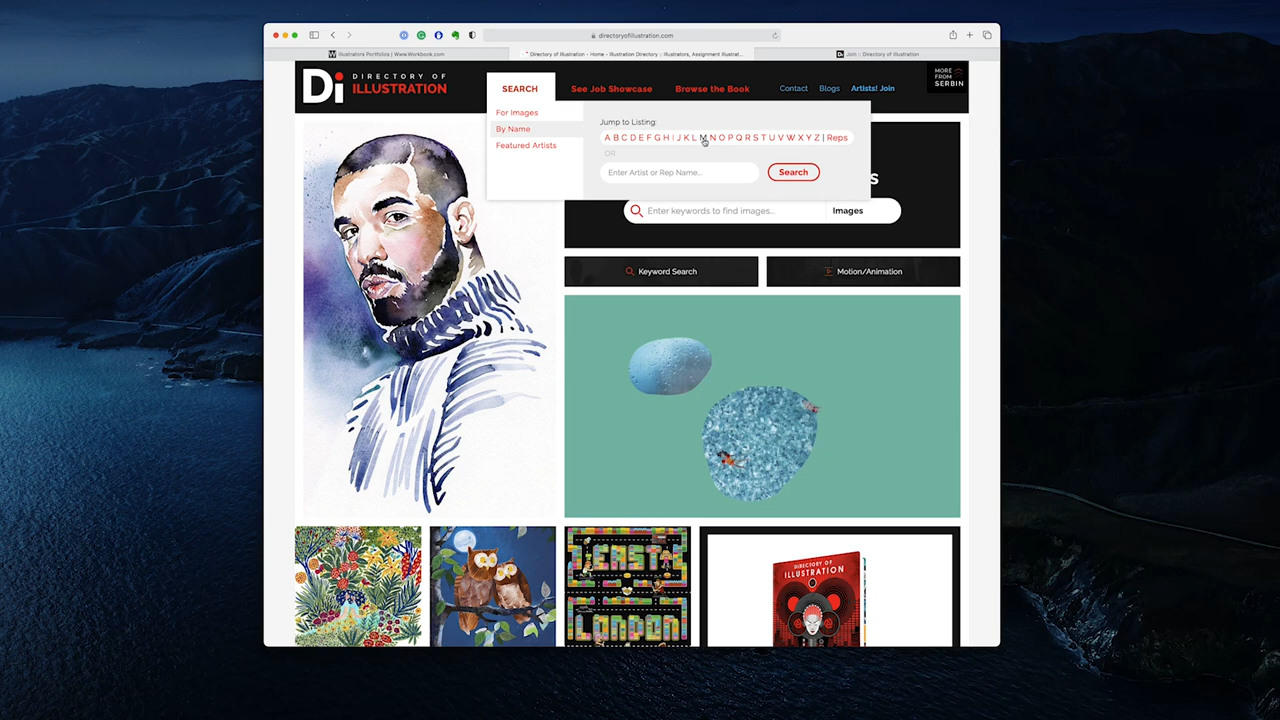 directoryofillustration.com
Illustrators Portfolios | Workbook.com
Directory of Illustration - Home - Illustration Directory :: Illustrators, Assignment Illustrat...
Join :: Directory of Illustration
Di DIRECTORY OF ILLUSTRATION
SEARCH
See Job Showcase
Browse the Book
Contact
Blogs
Artists! Join
MORE FROM SERBIN
For Images
By Name
Featured Artists
Jump to Listing:
A B C D E F G H I J K L M N O P Q R S T U V W X Y Z | Reps
OR
Enter Artist or Rep Name...
Search
S
Enter keywords to find images...
Images
Keyword Search
Motion/Animation
EAST
LONDON
DIRECTORY OF
ILLUSTRATION